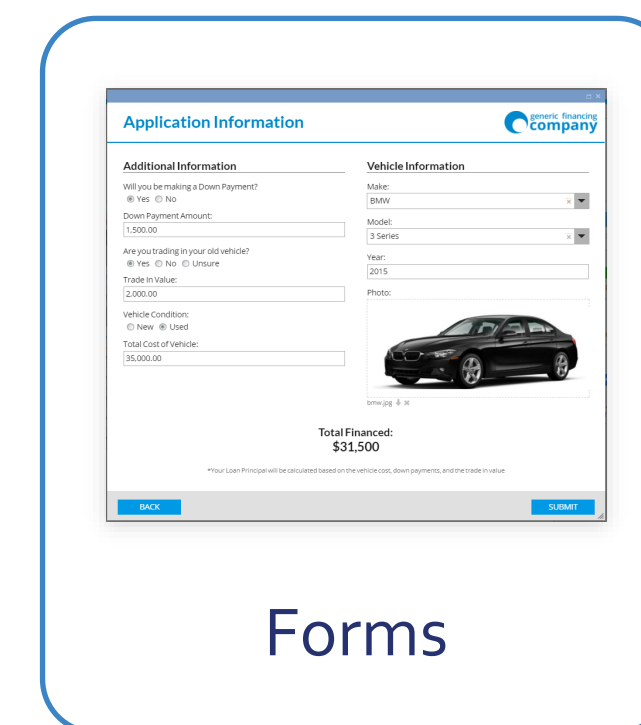 Application Information
generic financing
company
Additional Information
Will you be making a Down Payment?
Yes No
Down Payment Amount:
1,500.00
Are you trading in your old vehicle?
Yes No Unsure
Trade In Value:
2,000.00
Vehicle Condition:
New Used
Total Cost of Vehicle:
35,000.00
Vehicle Information
Make:
BMW
Model:
3 Series
Year:
2015
Photo:
bmw.jpg
Total Financed:
$31,500
*Your Loan Principal will be calculated based on the vehicle cost, down payments, and the trade in value
BACK
SUBMIT
Forms